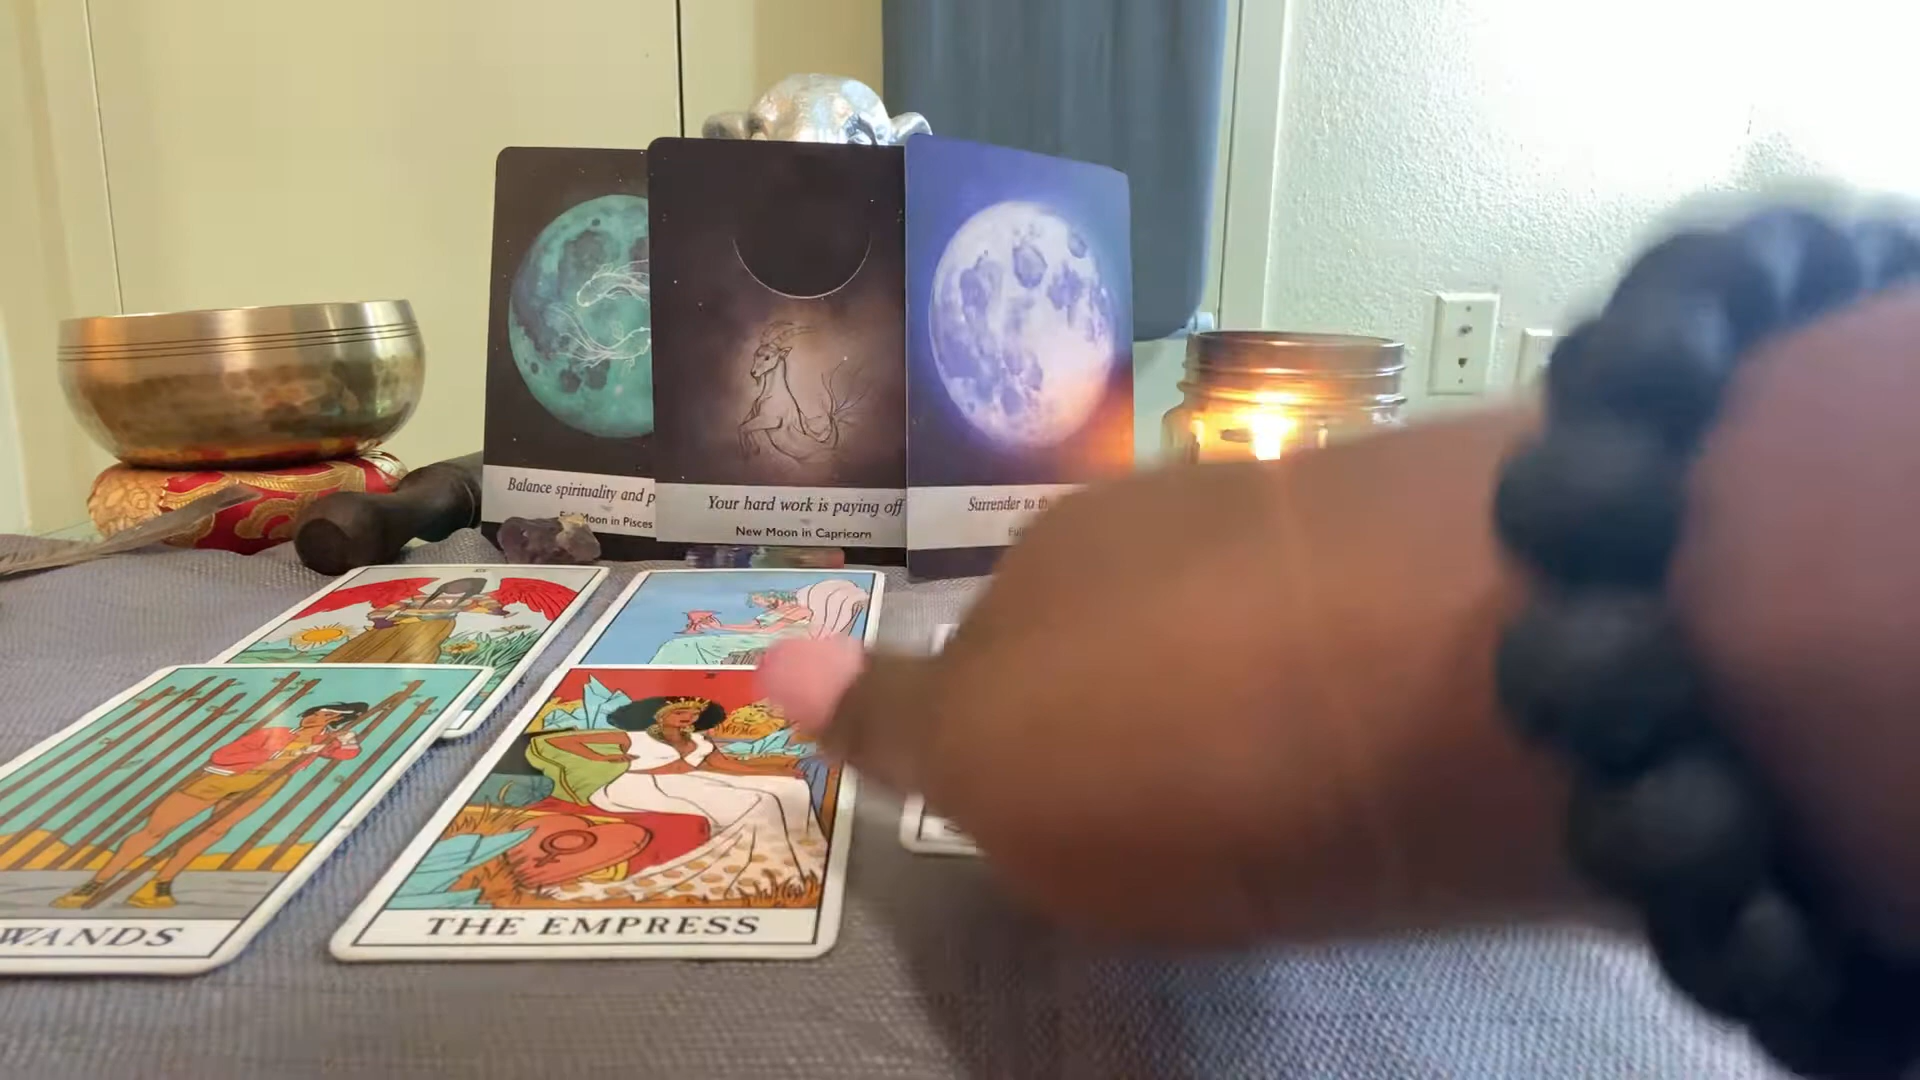 Balance spirituality and
Moon in Pisces
Your hard work is paying off
New Moon in Capricorn
Surrender to
WANDS
THE EMPRESS